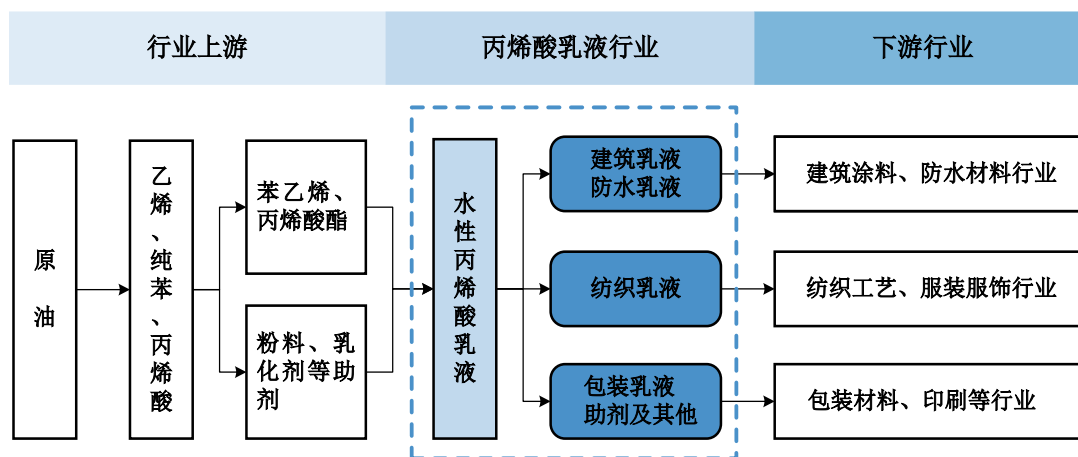 行业上游
丙烯酸乳液行业
下游行业
原油
乙烯、纯苯、丙烯酸
苯乙烯、
丙烯酸酯
粉料、乳
化剂等助
剂
水性丙烯酸乳液
建筑乳液
防水乳液
纺织乳液
包装乳液
助剂及其他
建筑涂料、防水材料行业
纺织工艺、服装服饰行业
包装材料、印刷等行业